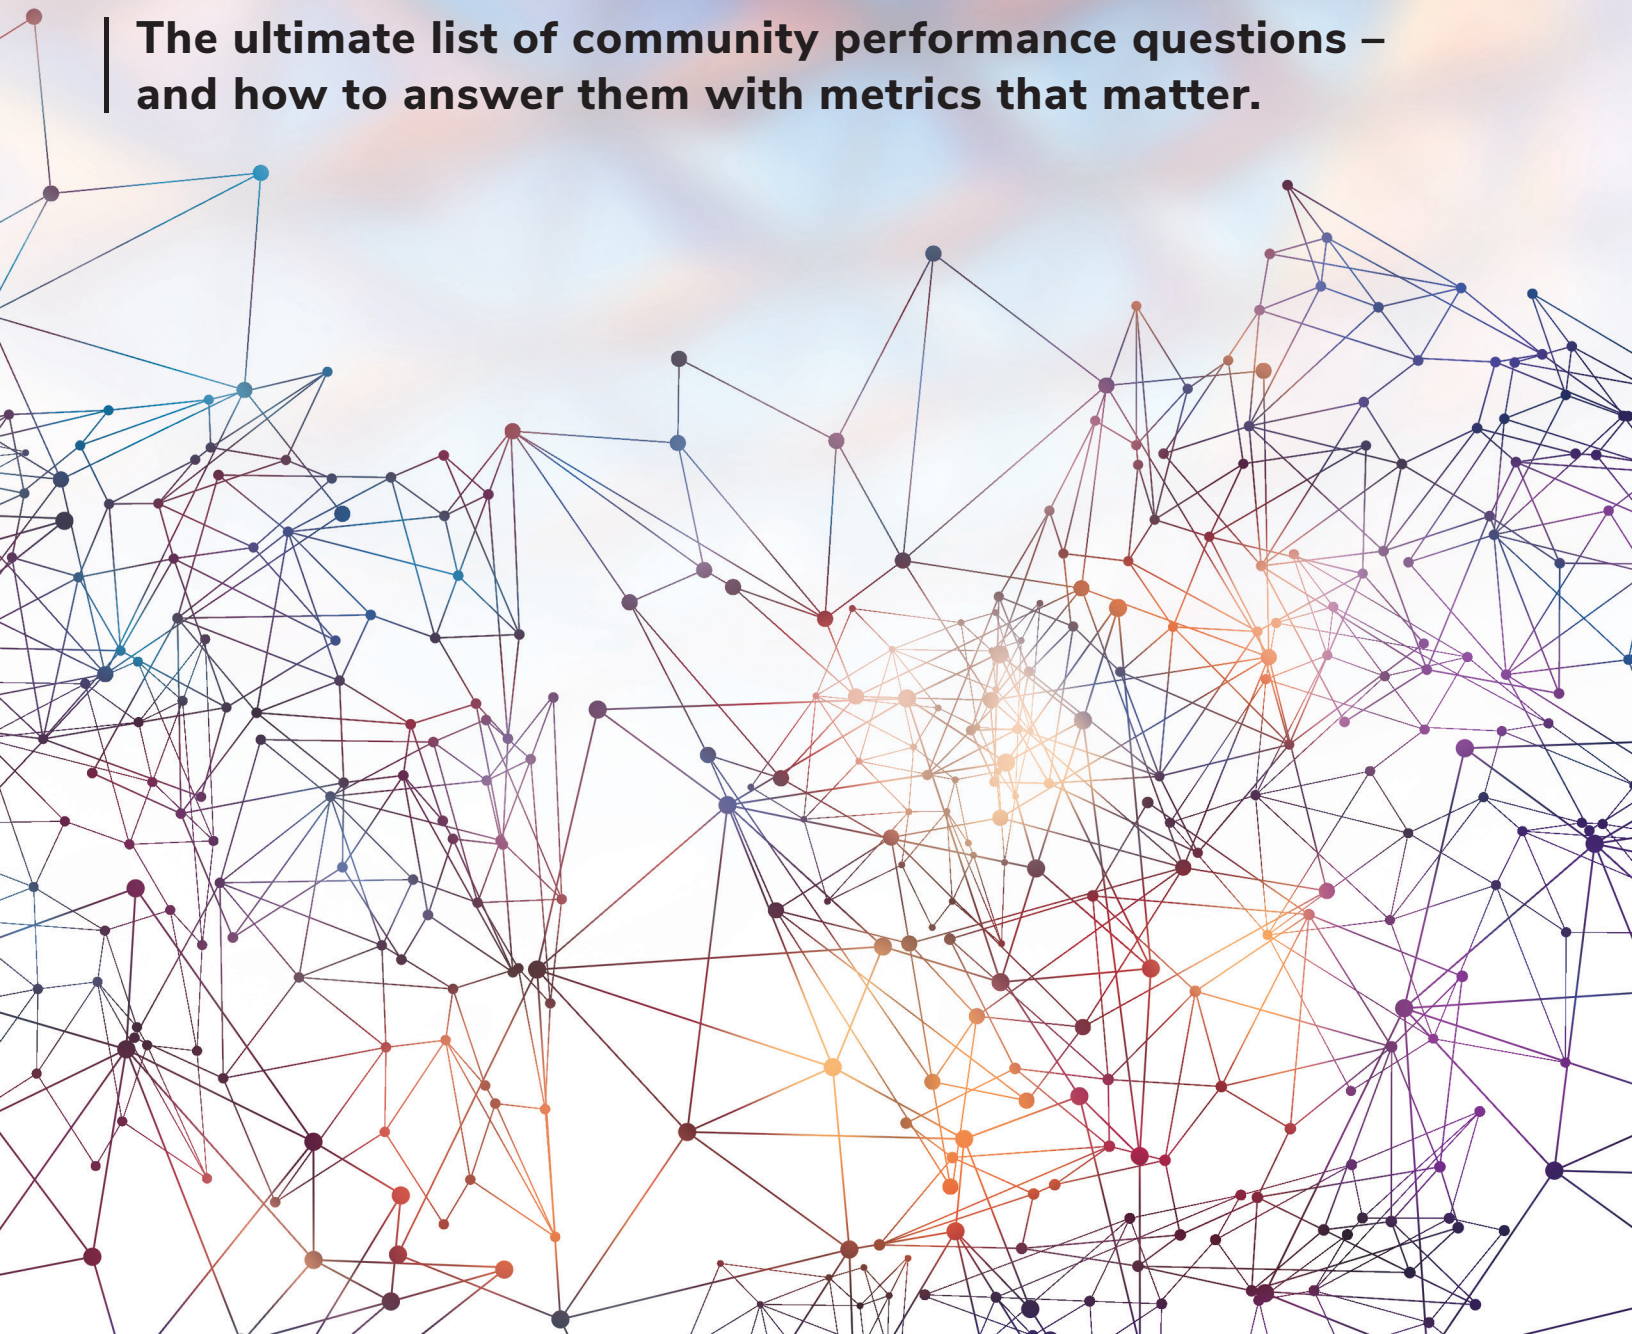 The ultimate list of community performance questions –
and how to answer them with metrics that matter.